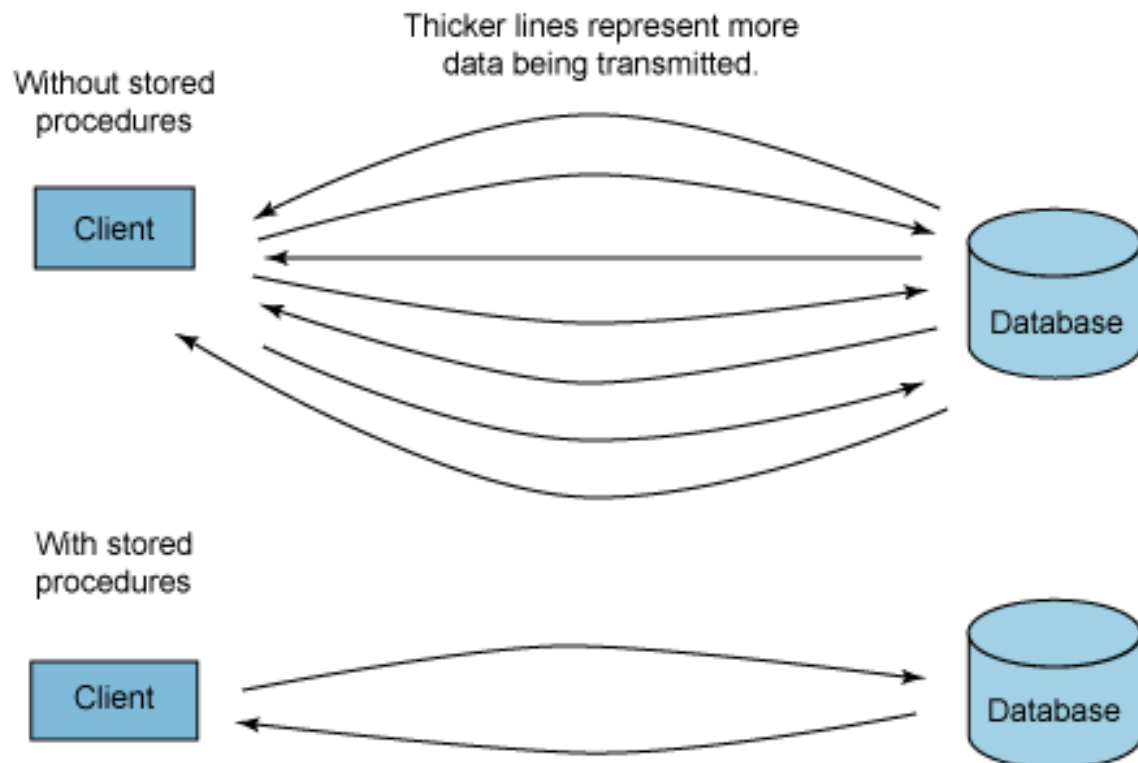 Thicker lines represent more
data being transmitted.
Without stored
procedures
Client
Database
With stored
procedures
Client
Database